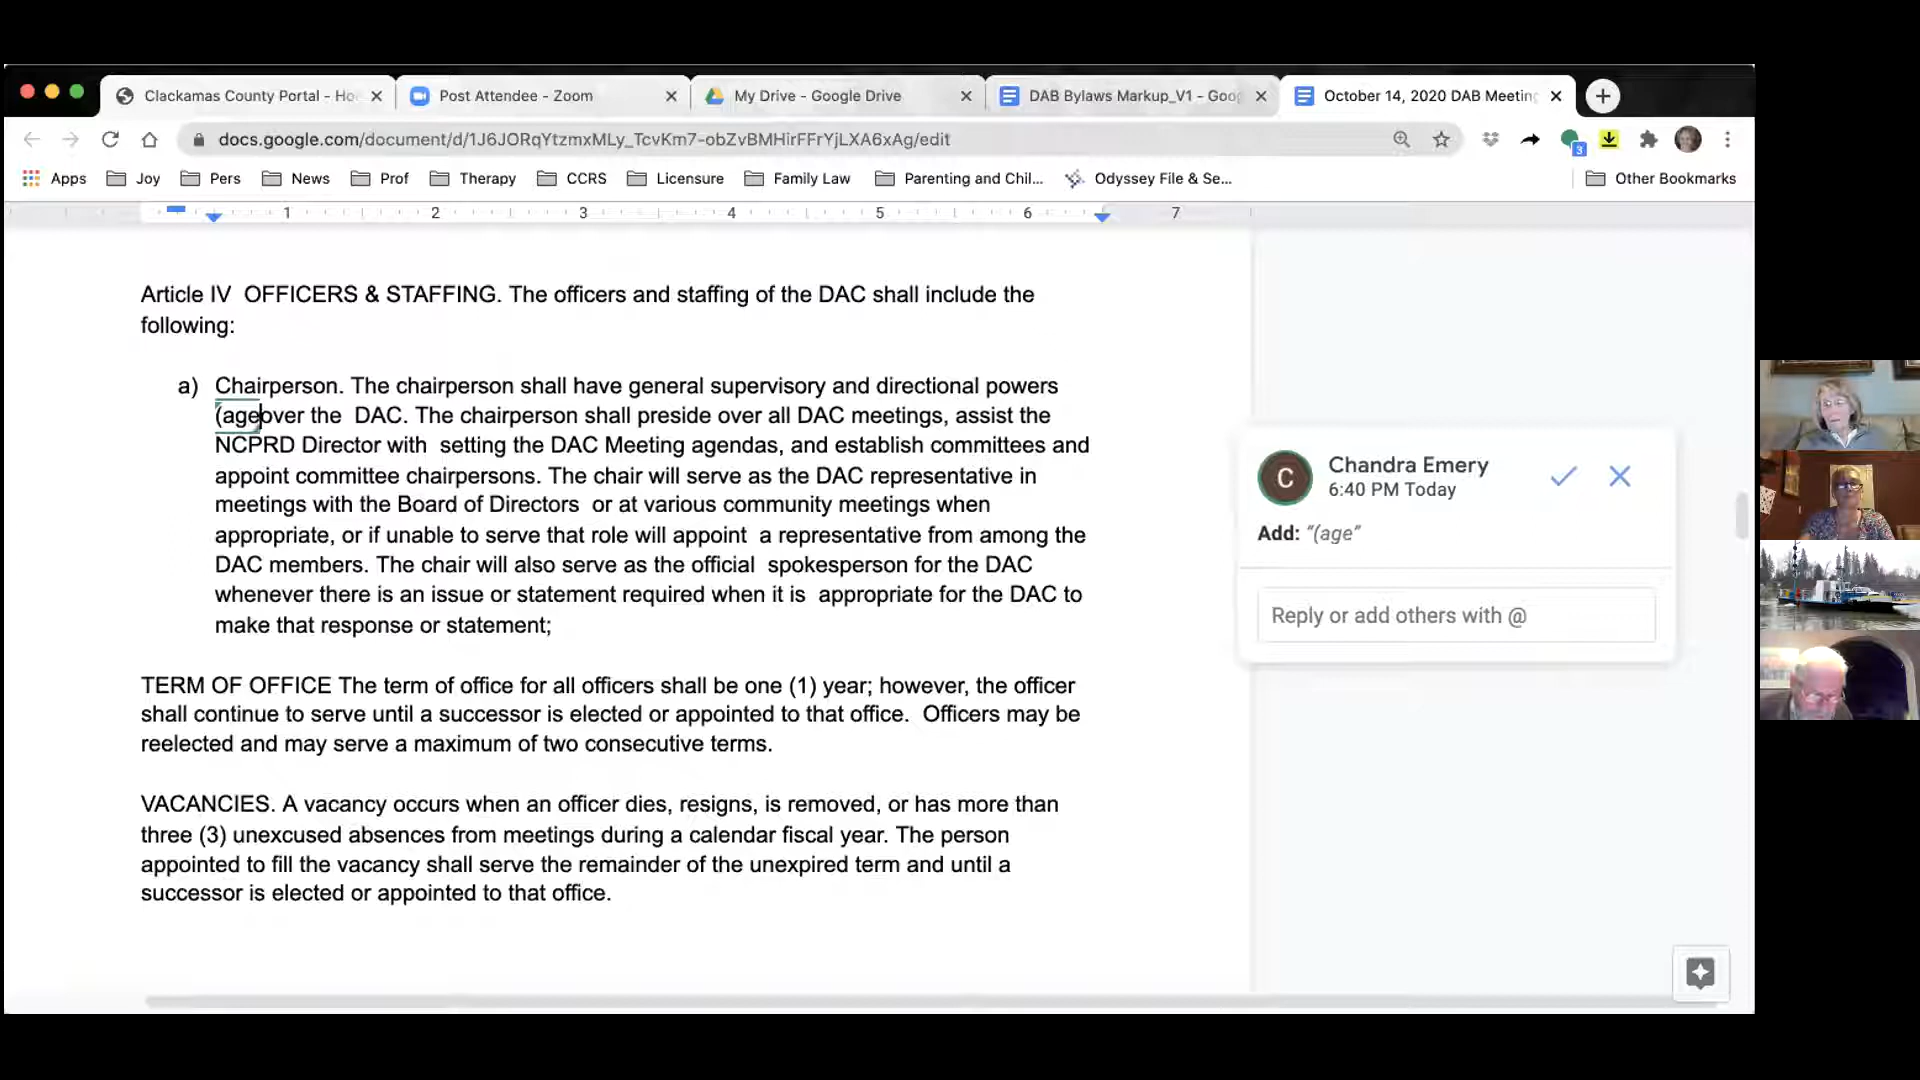 Clackamas County Portal - Ho
Post Attendee - Zoom
My Drive - Google Drive
DAB Bylaws Markup_V1 - Goog
October 14, 2020 DAB Meeting
docs.google.com/document/d/1J6JORqYtzmxMLy_TcvKm7-obZvBMHirFFrYjLXA6xAg/edit
3
Apps
Joy
Pers
News
Prof
Therapy
CCRS
Licensure
Family Law
Parenting and Chil...
Odyssey File & Se...
Other Bookmarks
1 2 3 4 5 6 7
Article IV  OFFICERS & STAFFING. The officers and staffing of the DAC shall include the
following:
a) Chairperson. The chairperson shall have general supervisory and directional powers
(ageover the  DAC. The chairperson shall preside over all DAC meetings, assist the
NCPRD Director with  setting the DAC Meeting agendas, and establish committees and
appoint committee chairpersons. The chair will serve as the DAC representative in
meetings with the Board of Directors  or at various community meetings when
appropriate, or if unable to serve that role will appoint  a representative from among the
DAC members. The chair will also serve as the official  spokesperson for the DAC
whenever there is an issue or statement required when it is  appropriate for the DAC to
make that response or statement;
TERM OF OFFICE The term of office for all officers shall be one (1) year; however, the officer
shall continue to serve until a successor is elected or appointed to that office.  Officers may be
reelected and may serve a maximum of two consecutive terms.
VACANCIES. A vacancy occurs when an officer dies, resigns, is removed, or has more than
three (3) unexcused absences from meetings during a calendar fiscal year. The person
appointed to fill the vacancy shall serve the remainder of the unexpired term and until a
successor is elected or appointed to that office.
C
Chandra Emery
6:40 PM Today
Add: “(age”
Reply or add others with @